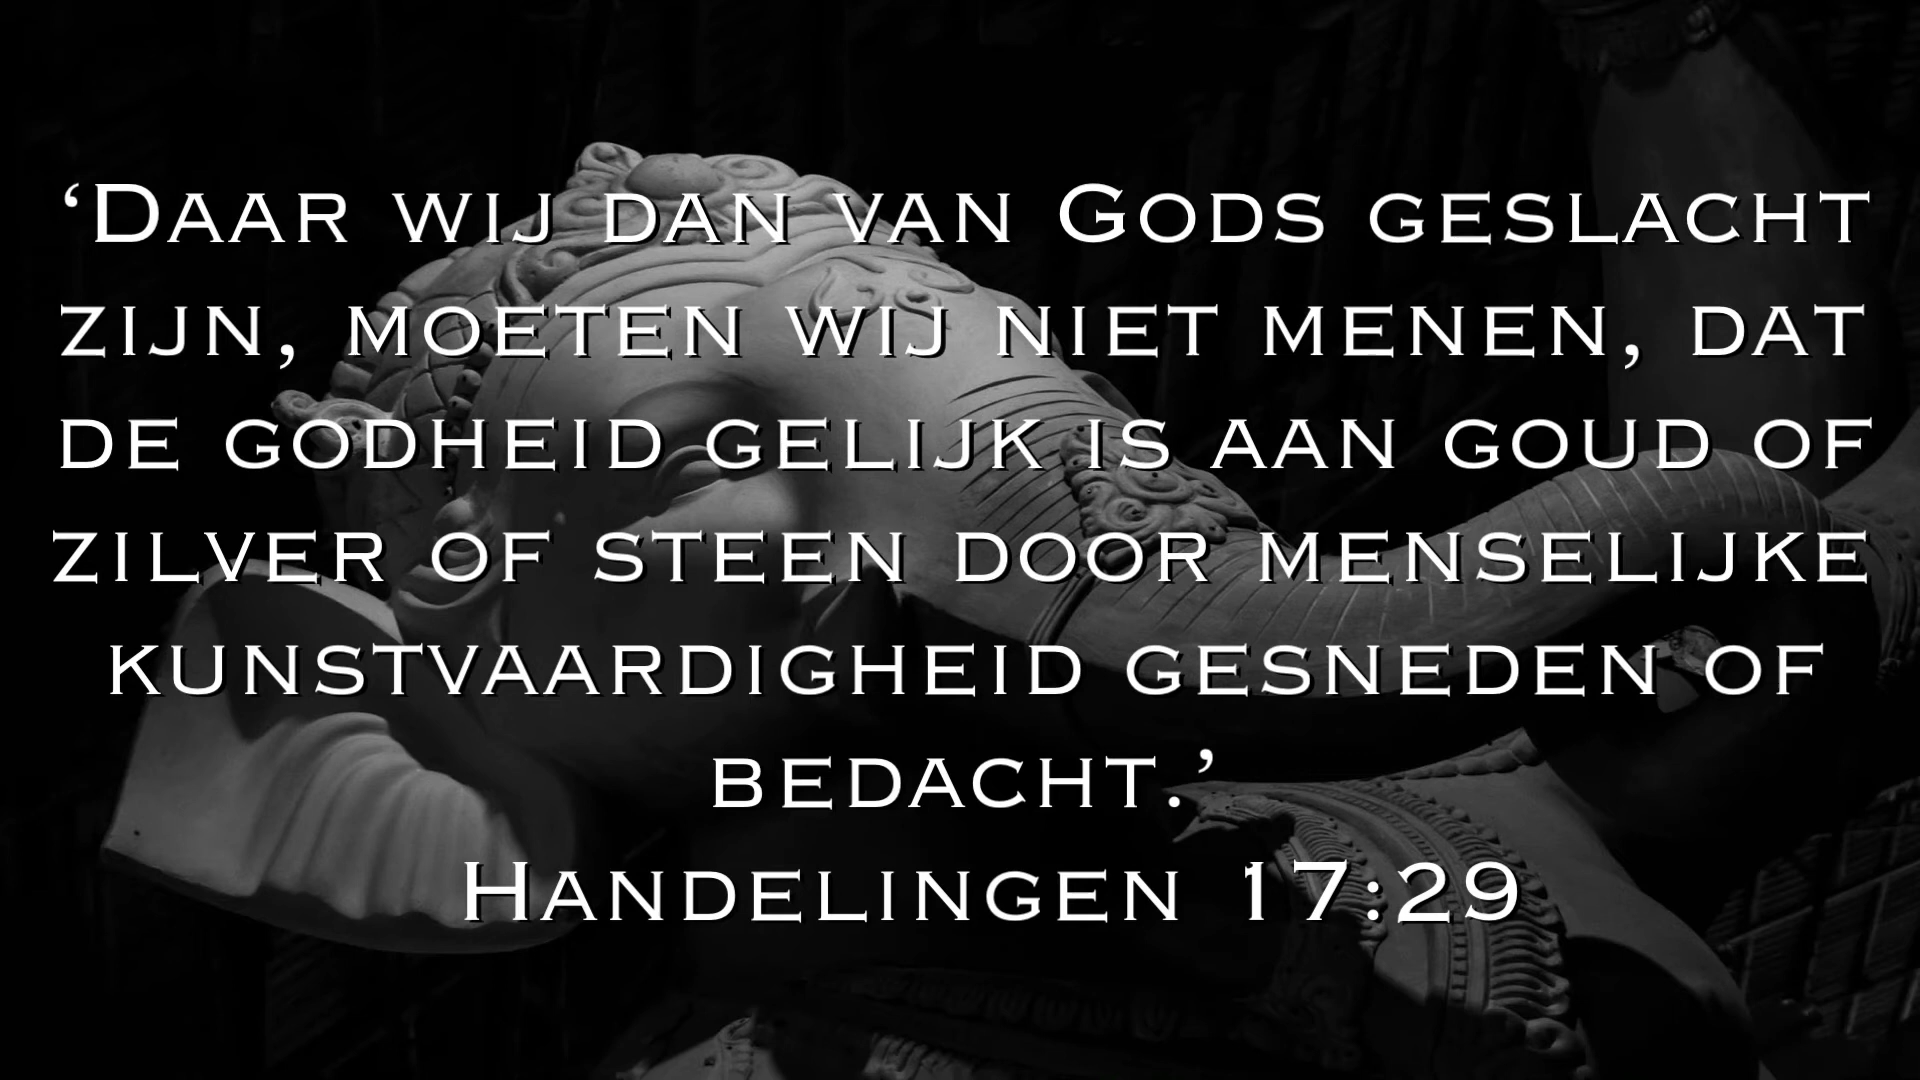 ‘Daar wij dan van Gods geslacht
zijn, moeten wij niet menen, dat
de godheid gelijk is aan goud of
zilver of steen door menselijke
kunstvaardigheid gesneden of
bedacht.’
Handelingen 17:29